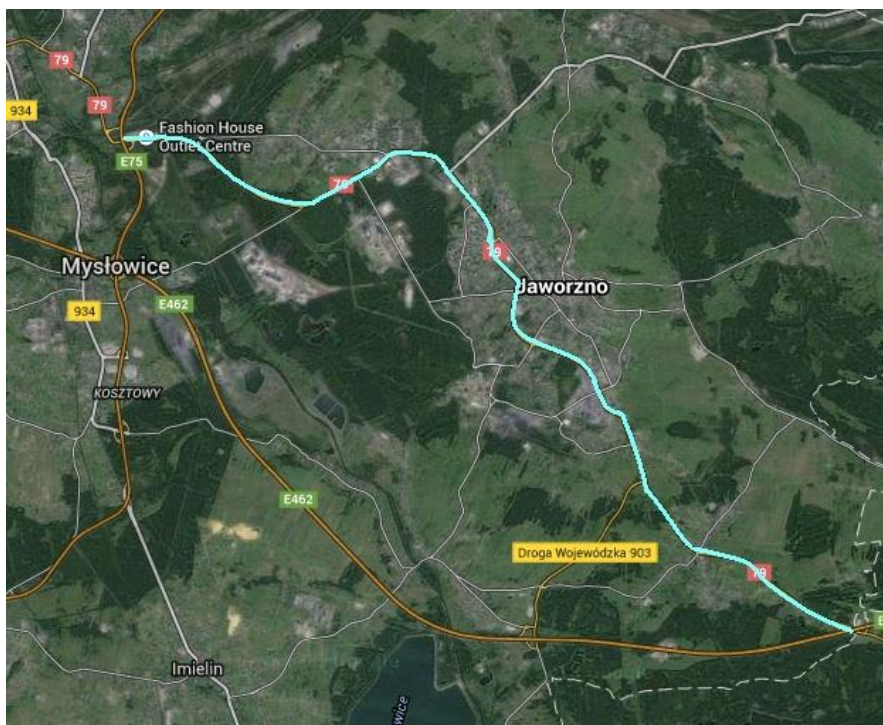 79
934
79
Fashion House
Outlet Centre
E75
79
Mysłowice
79
Jaworzno
E462
934
KOSZTOWY
E462
Droga Wojewódzka 903
79
Imielin